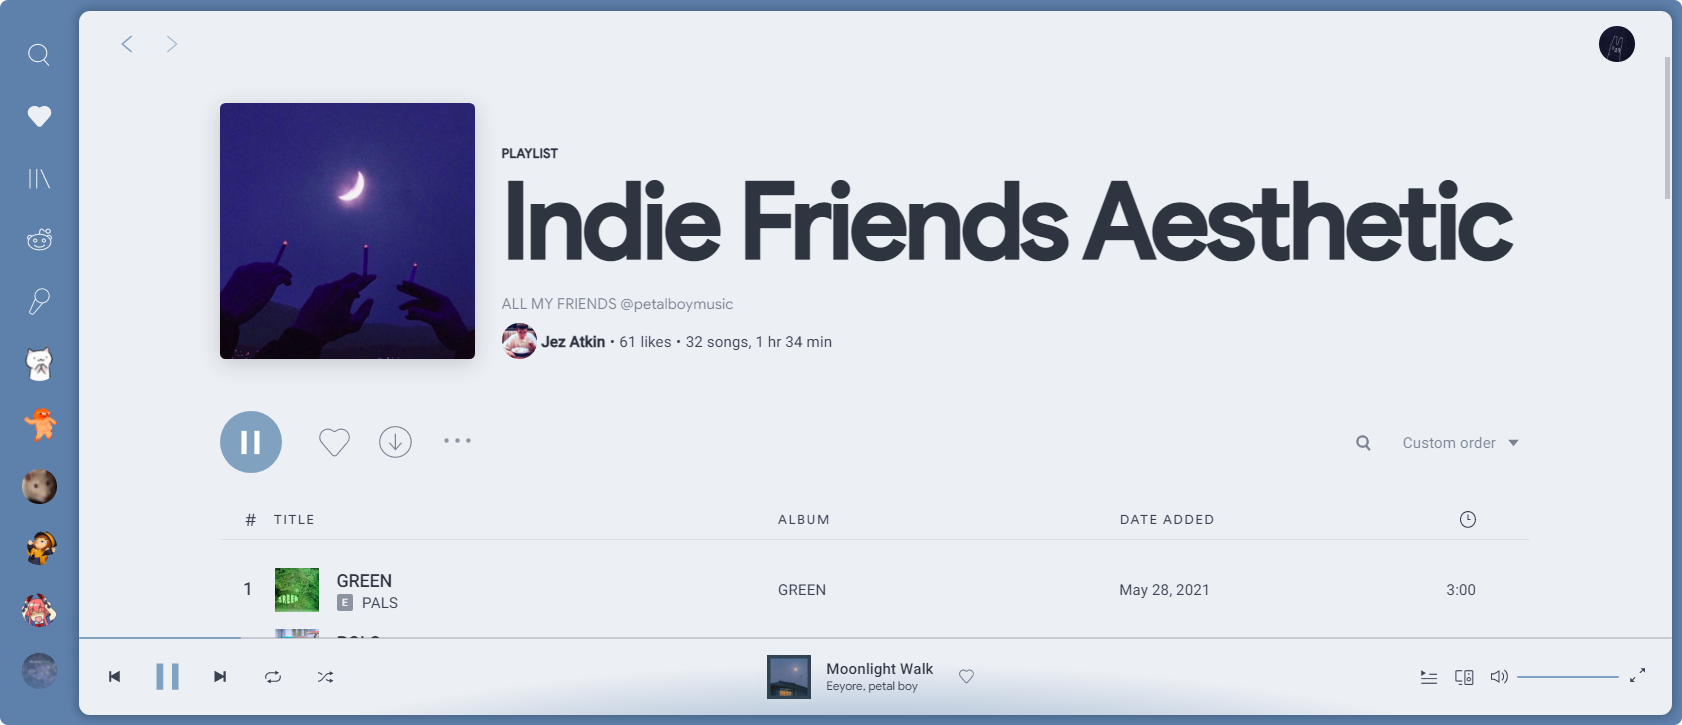 PLAYLIST
Indie Friends Aesthetic
ALL MY FRIENDS @petalboymusic
Jez Atkin • 61 likes • 32 songs, 1 hr 34 min
Custom order
# TITLE ALBUM DATE ADDED
1 GREEN GREEN May 28, 2021 3:00
E PALS
Moonlight Walk
Eeyore, petal boy